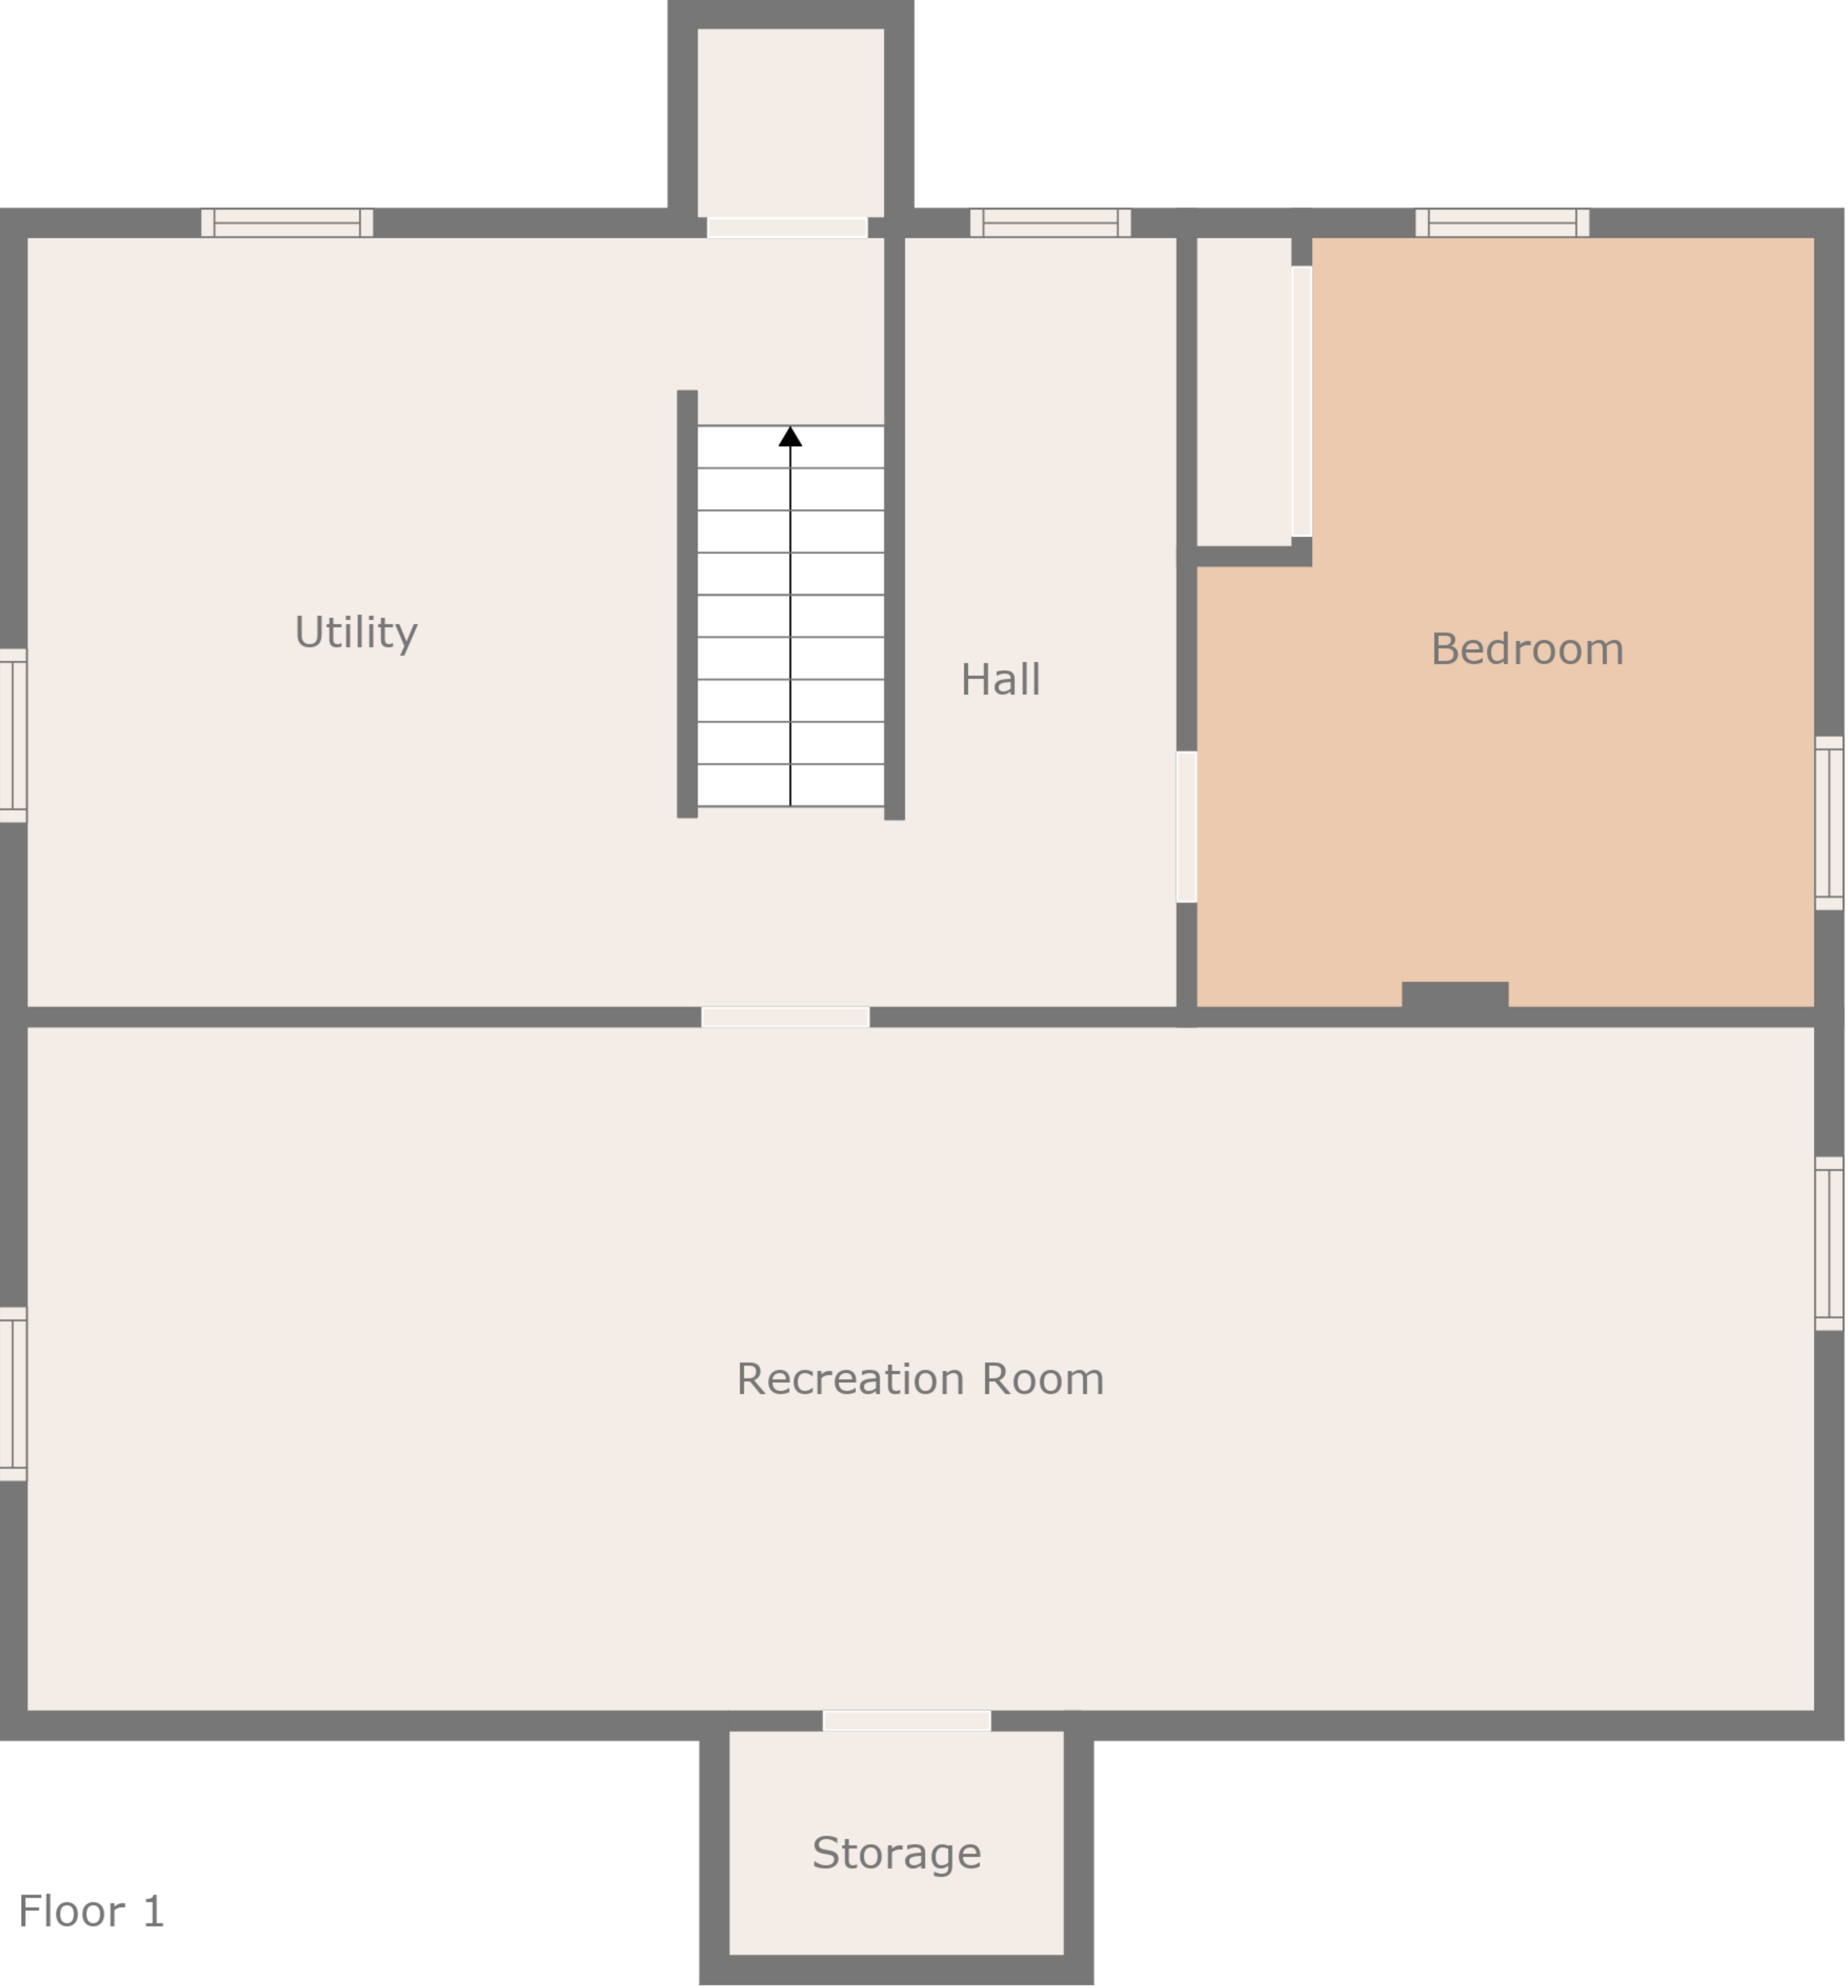 Utility
Hall
Bedroom
Recreation Room
Storage
Floor 1